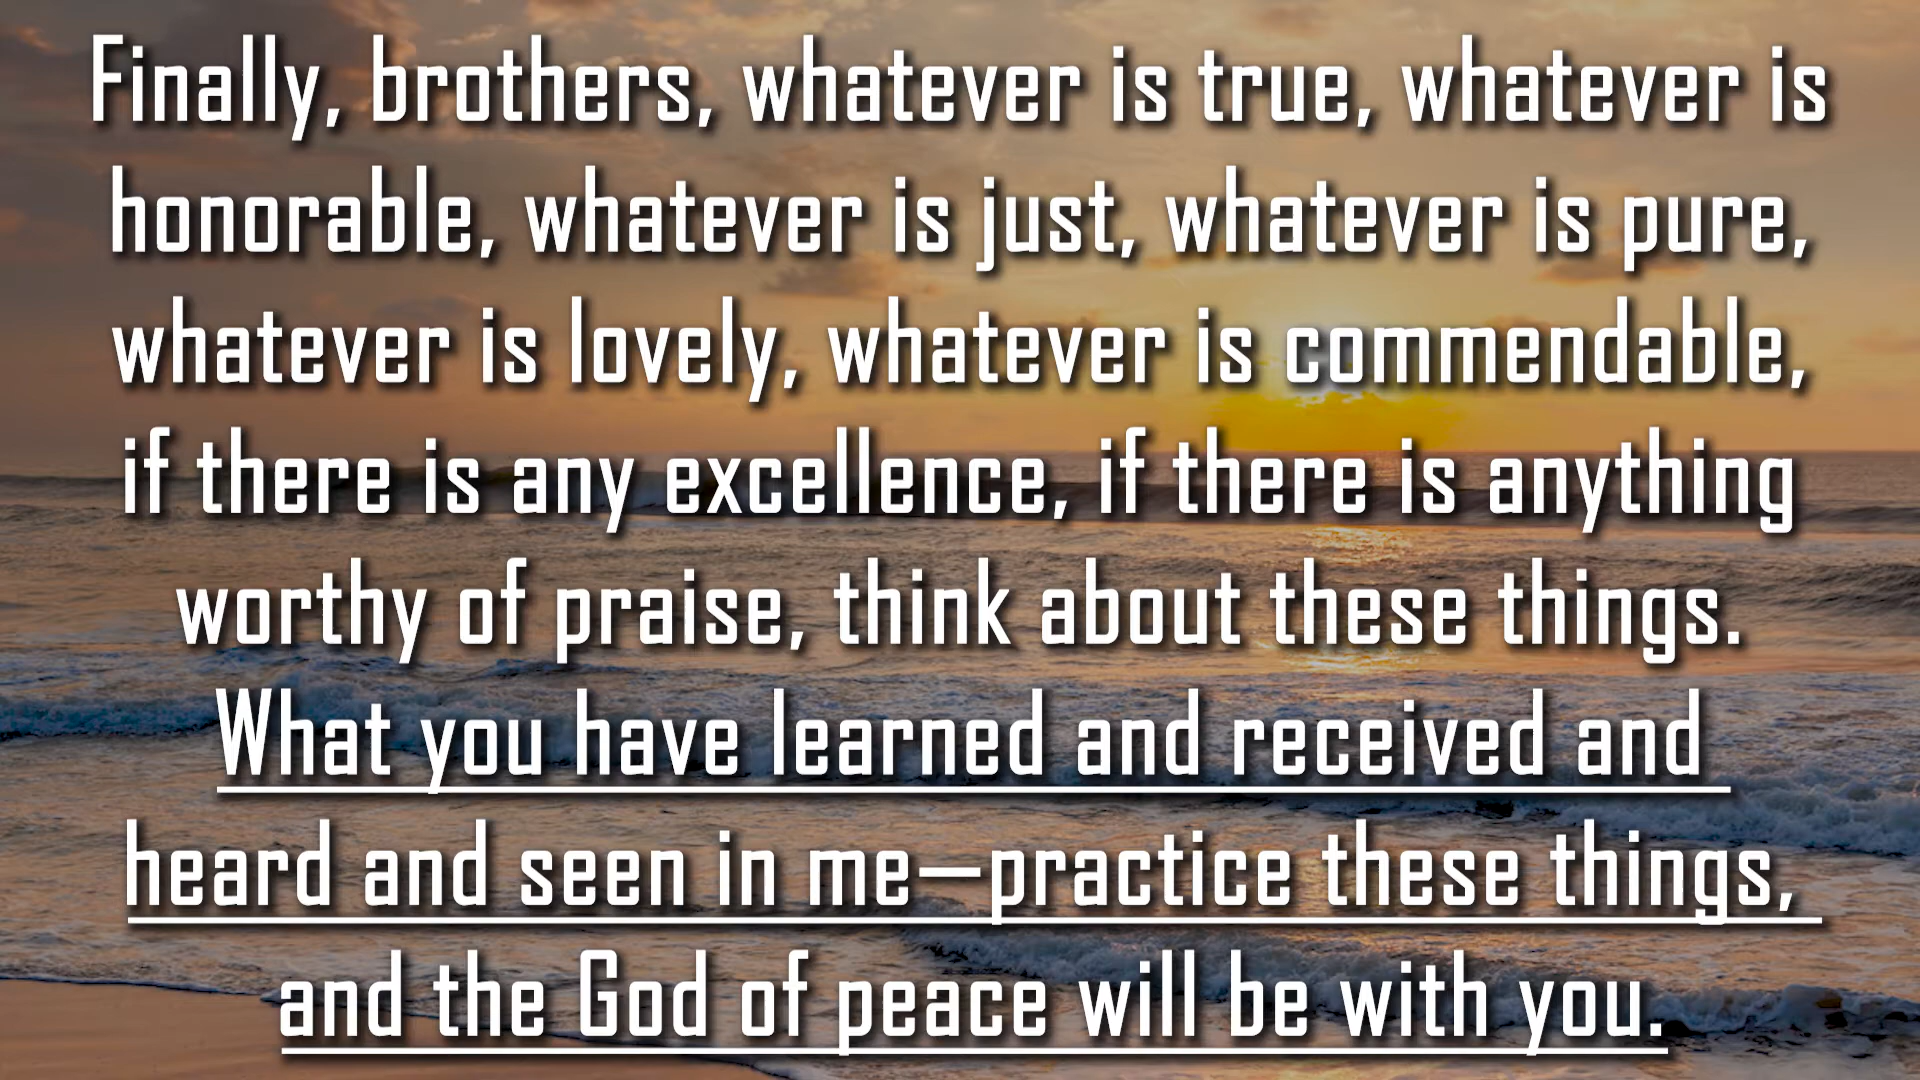 Finally, brothers, whatever is true, whatever is
honorable, whatever is just, whatever is pure,
whatever is lovely, whatever is commendable,
if there is any excellence, if there is anything
worthy of praise, think about these things.
What you have learned and received and
heard and seen in me—practice these things,
and the God of peace will be with you.